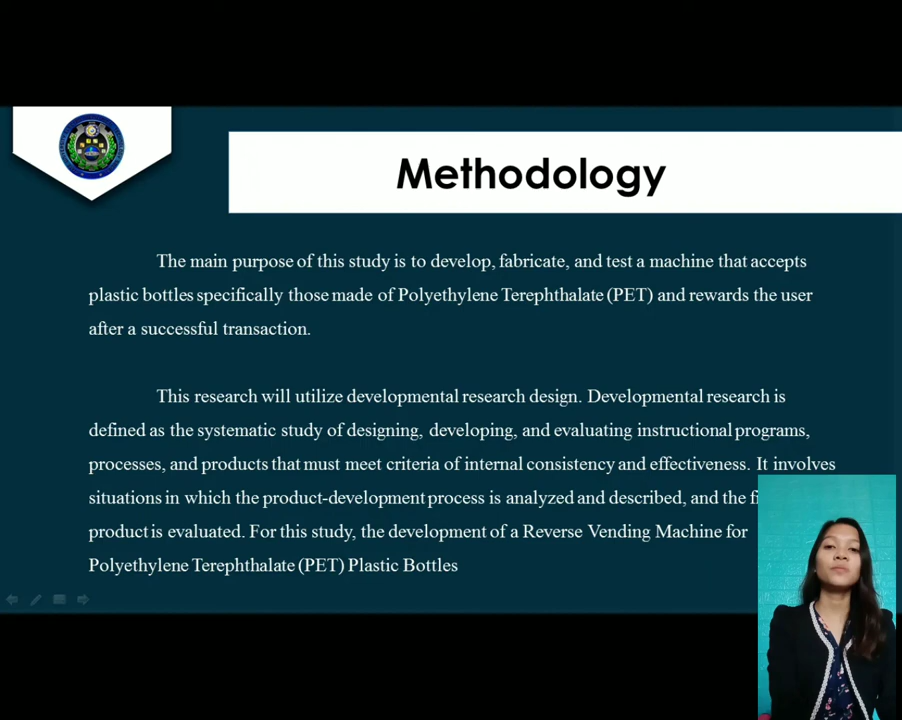 Methodology
The main purpose of this study is to develop, fabricate, and test a machine that accepts
plastic bottles specifically those made of Polyethylene Terephthalate (PET) and rewards the user
after a successful transaction.
This research will utilize developmental research design. Developmental research is
defined as the systematic study of designing, developing, and evaluating instructional programs,
processes, and products that must meet criteria of internal consistency and effectiveness. It involves
situations in which the product-development process is analyzed and described, and the
product is evaluated. For this study, the development of a Reverse Vending Machine for
Polyethylene Terephthalate (PET) Plastic Bottles